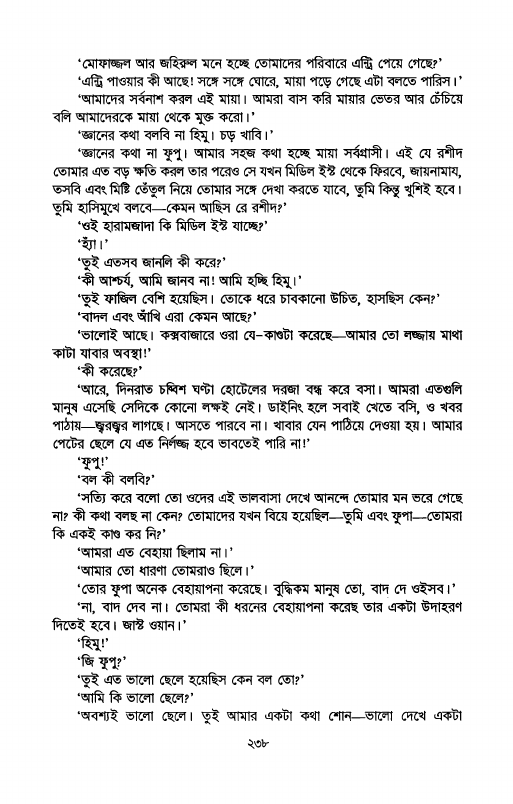 ‘মোফাজ্জল আর জহিরুল মনে হচ্ছে তোমাদের পরিবারে এন্ট্রি পেয়ে গেছে?’
‘এন্ট্রি পাওয়ার কী আছে! সঙ্গে সঙ্গে ঘোরে, মায়া পড়ে গেছে এটা বলতে পারিস।’
‘আমাদের সর্বনাশ করল এই মায়া। আমরা বাস করি মায়ার ভেতর আর চেঁচিয়ে
বলি আমাদেরকে মায়া থেকে মুক্ত করো।’
‘জ্ঞানের কথা বলবি না হিমু। চড় খাবি।’
‘জ্ঞানের কথা না ফুপু। আমার সহজ কথা হচ্ছে মায়া সর্বগ্রাসী। এই যে রশীদ
তোমার এত বড় ক্ষতি করল তার পরেও সে যখন মিডিল ইস্ট থেকে ফিরবে, জায়নামায,
তসবি এবং মিষ্টি তেঁতুল নিয়ে তোমার সঙ্গে দেখা করতে যাবে, তুমি কিন্তু খুশিই হবে।
তুমি হাসিমুখে বলবে—কেমন আছিস রে রশীদ?’
‘ওই হারামজাদা কি মিডিল ইস্ট যাচ্ছে?’
‘হ্যাঁ।’
‘তুই এতসব জানলি কী করে?’
‘কী আশ্চর্য, আমি জানব না! আমি হচ্ছি হিমু।’
‘তুই ফাজিল বেশি হয়েছিস। তোকে ধরে চাবকানো উচিত, হাসছিস কেন?’
‘বাদল এবং আঁখি এরা কেমন আছে?’
‘ভালোই আছে। কক্সবাজারে ওরা যে-কাণ্ডটা করেছে—আমার তো লজ্জায় মাথা
কাটা যাবার অবস্থা!’
‘কী করেছে?’
‘আরে, দিনরাত চব্বিশ ঘণ্টা হোটেলের দরজা বন্ধ করে বসা। আমরা এতগুলি
মানুষ এসেছি সেদিকে কোনো লক্ষই নেই। ডাইনিং হলে সবাই খেতে বসি, ও খবর
পাঠায়—জ্বরজ্বর লাগছে। আসতে পারবে না। খাবার যেন পাঠিয়ে দেওয়া হয়। আমার
পেটের ছেলে যে এত নির্লজ্জ হবে ভাবতেই পারি না!’
‘ফুপু!’
‘বল কী বলবি?’
‘সত্যি করে বলো তো ওদের এই ভালবাসা দেখে আনন্দে তোমার মন ভরে গেছে
না? কী কথা বলছ না কেন? তোমাদের যখন বিয়ে হয়েছিল—তুমি এবং ফুপা—তোমরা
কি একই কাণ্ড কর নি?’
‘আমরা এত বেহায়া ছিলাম না।’
‘আমার তো ধারণা তোমরাও ছিলে।’
‘তোর ফুপা অনেক বেহায়াপনা করেছে। বুদ্ধিকম মানুষ তো, বাদ দে ওইসব।’
‘না, বাদ দেব না। তোমরা কী ধরনের বেহায়াপনা করেছ তার একটা উদাহরণ
দিতেই হবে। জাস্ট ওয়ান।’
‘হিমু!’
‘জি ফুপু?’
‘তুই এত ভালো ছেলে হয়েছিস কেন বল তো?’
‘আমি কি ভালো ছেলে?’
‘অবশ্যই ভালো ছেলে। তুই আমার একটা কথা শোন—ভালো দেখে একটা
২৩৮